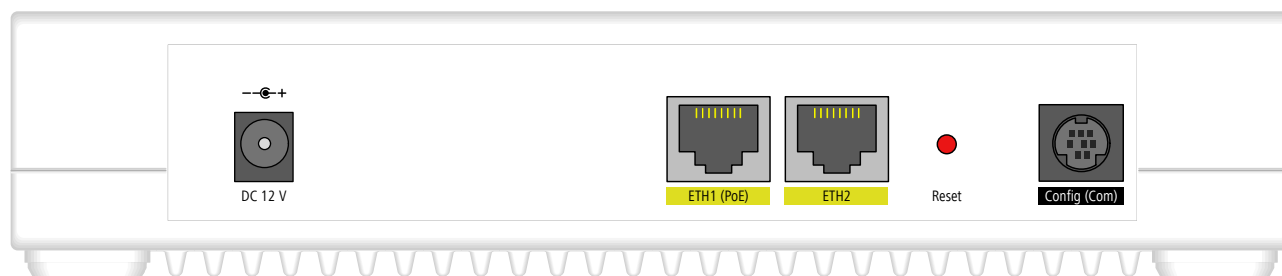 DC 12 V
ETH1 (PoE)
ETH2
Reset
Config (Com)